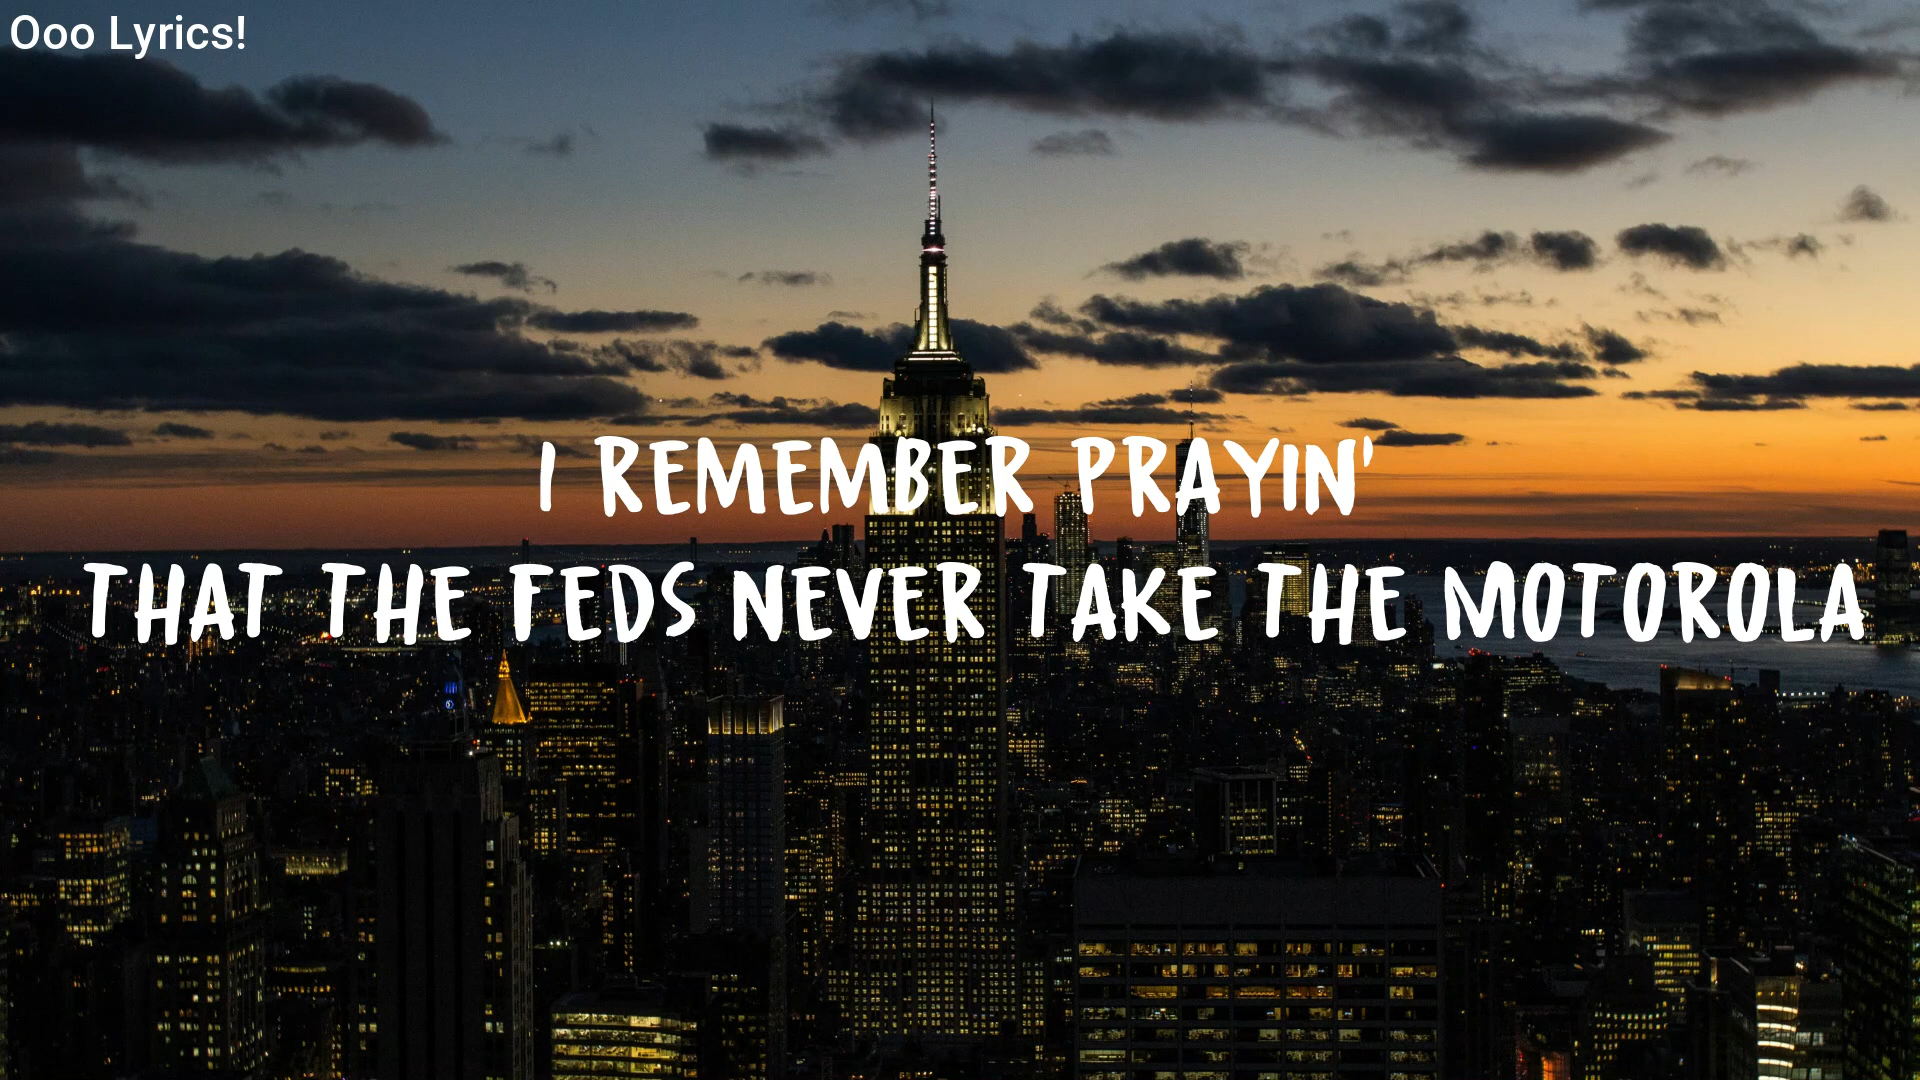 Ooo Lyrics!
I REMEMBER PRAYIN'
THAT THE FEDS NEVER TAKE THE MOTOROLA